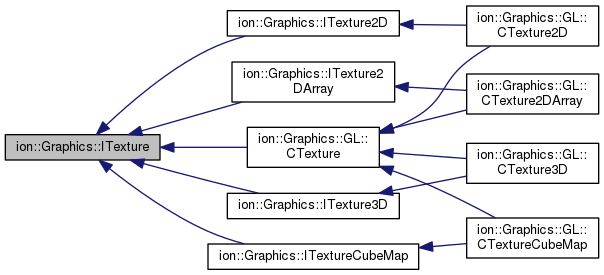 ion::Graphics::ITexture
ion::Graphics::ITexture2D
ion::Graphics::ITexture2
DArray
ion::Graphics::GL::
CTexture
ion::Graphics::ITexture3D
ion::Graphics::ITextureCubeMap
ion::Graphics::GL::
CTexture2D
ion::Graphics::GL::
CTexture2DArray
ion::Graphics::GL::
CTexture3D
ion::Graphics::GL::
CTextureCubeMap